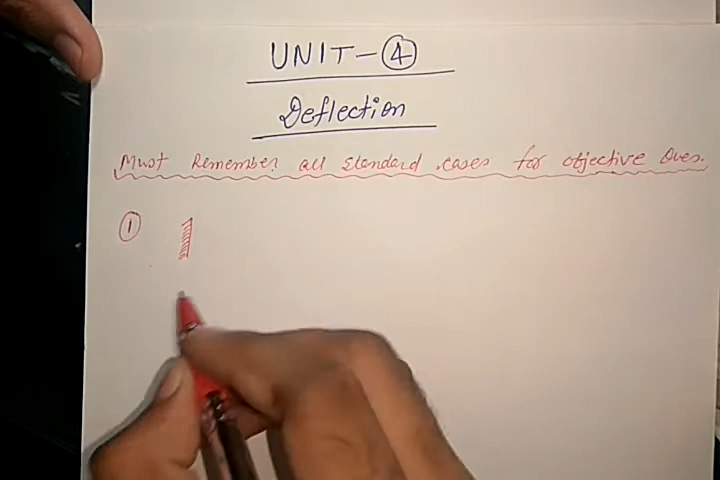 UNIT-④
Deflection
Must Remember all standard cases for objective Ques.
①